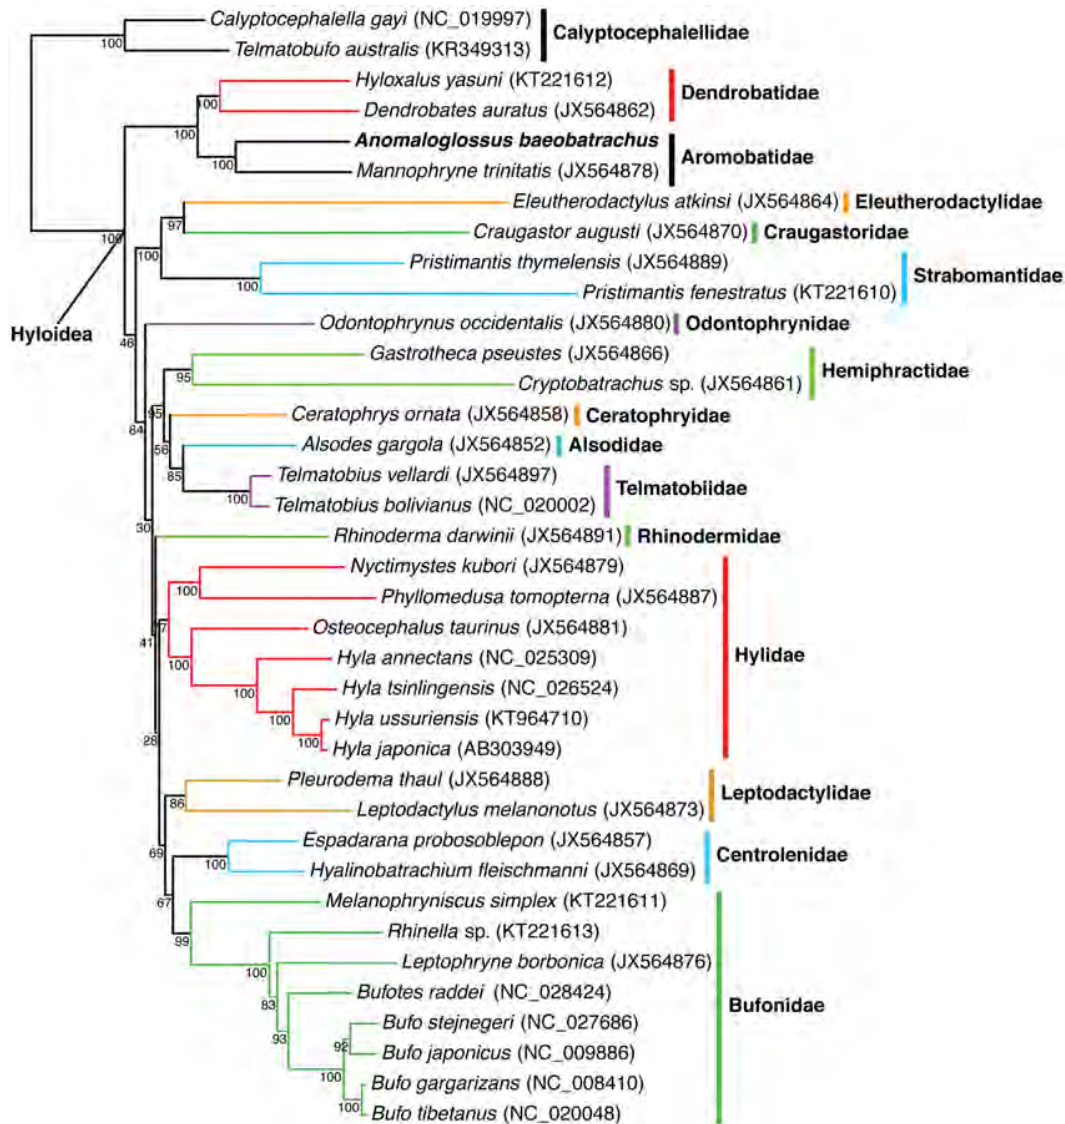 Calyptocephalella gayi (NC_019997)
Calyptocephalellidae
100
Telmatobufo australis (KR349313)
Hyloxalus yasuni (KT221612)
Dendrobatidae
100
Dendrobates auratus (JX564862)
100
Anomaloglossus baeobatrachus
Aromobatidae
100
Mannophryne trinitatis (JX564878)
Eleutherodactylus atkinsi (JX564864)
Eleutherodactylidae
97
Craugastor augusti (JX564870)
Craugastoridae
100
100
Pristimantis thymelensis (JX564889)
Strabomantidae
100
Pristimantis fenestratus (KT221610)
Hyloidea
46
Odontophrynus occidentalis (JX564880)
Odontophrynidae
Gastrotheca pseustes (JX564866)
Hemiphractidae
95
Cryptobatrachus sp. (JX564861)
95
84
Ceratophrys ornata (JX564858)
Ceratophryidae
56
Alsodes gargola (JX564852)
Alsodidae
85
Telmatobius vellardi (JX564897)
Telmatobiidae
100
Telmatobius bolivianus (NC_020002)
30
Rhinoderma darwinii (JX564891)
Rhinodermidae
Nyctimystes kubori (JX564879)
100
Phyllomedusa tomopterna (JX564887)
Osteocephalus taurinus (JX564881)
41
Hylidae
100
Hyla annectans (NC_025309)
100
Hyla tsinlingensis (NC_026524)
100
Hyla ussuriensis (KT964710)
28
100
Hyla japonica (AB303949)
Pleurodema thaul (JX564888)
Leptodactylidae
86
Leptodactylus melanonotus (JX564873)
69
Espadarana probosoblepon (JX564857)
Centrolenidae
100
Hyalinobatrachium fleischmanni (JX564869)
67
Melanophryniscus simplex (KT221611)
99
Rhinella sp. (KT221613)
100
Leptophryne borbonica (JX564876)
83
Bufotes raddei (NC_028424)
Bufonidae
93
Bufo stejnegeri (NC_027686)
92
Bufo japonicus (NC_009886)
100
Bufo gargarizans (NC_008410)
100
Bufo tibetanus (NC_020048)